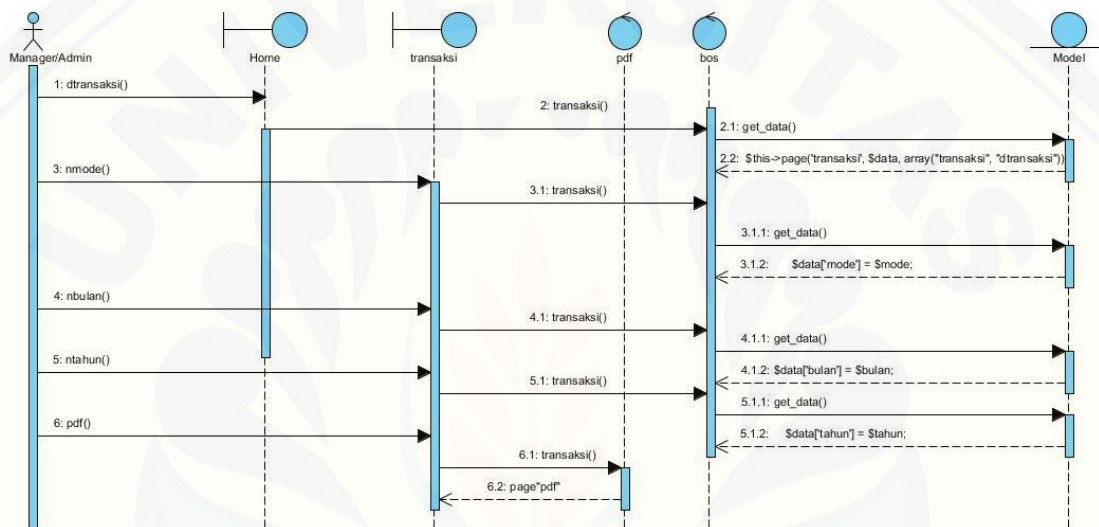 Manager/Admin
Home
transaksi
pdf
bos
Model
1: dtransaksi()
2: transaksi()
2.1: get_data()
2.2: $this->page('transaksi', $data, array("transaksi", "dtransaksi"))
3: nmode()
3.1: transaksi()
3.1.1: get_data()
3.1.2: $data['mode'] = $mode;
4: nbulan()
4.1: transaksi()
4.1.1: get_data()
4.1.2: $data['bulan'] = $bulan;
5: ntahun()
5.1: transaksi()
5.1.1: get_data()
5.1.2: $data['tahun'] = $tahun;
6: pdf()
6.1: transaksi()
6.2: page"pdf"
UNIVERSITAS